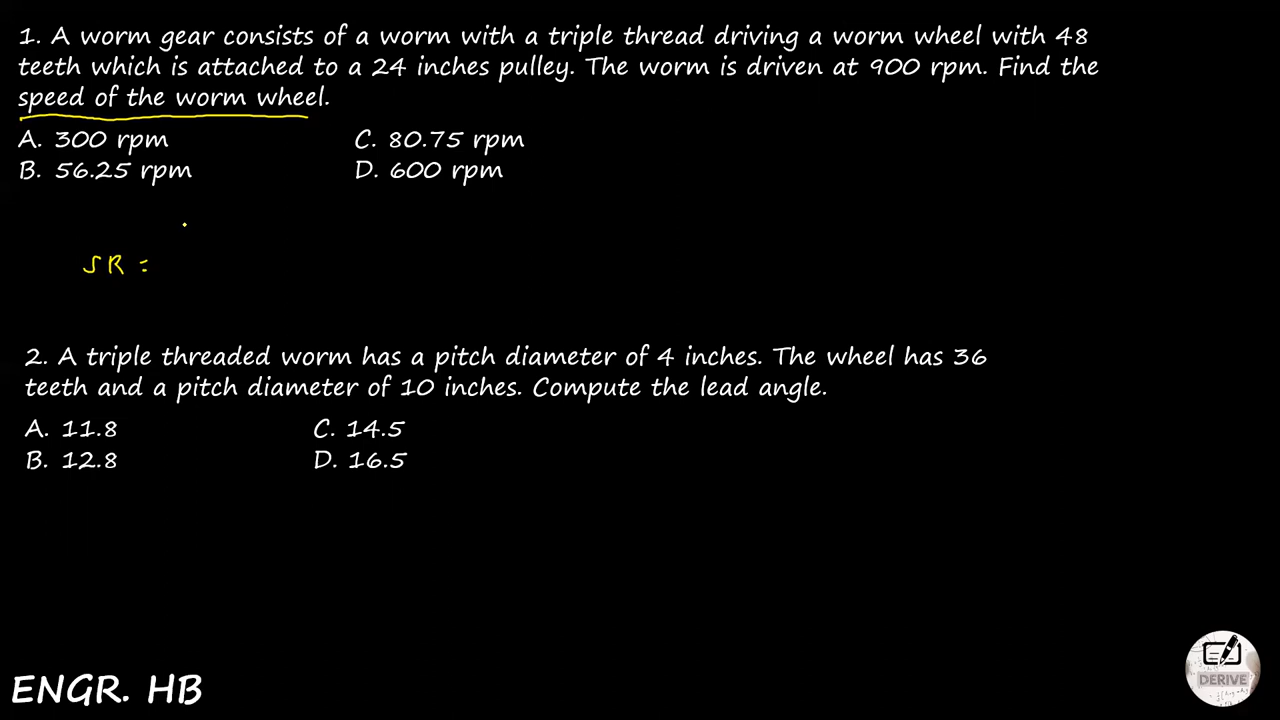 1. A worm gear consists of a worm with a triple thread driving a worm wheel with 48
teeth which is attached to a 24 inches pulley. The worm is driven at 900 rpm. Find the
speed of the worm wheel.
A. 300 rpm C. 80.75 rpm
B. 56.25 rpm D. 600 rpm
SR =
2. A triple threaded worm has a pitch diameter of 4 inches. The wheel has 36
teeth and a pitch diameter of 10 inches. Compute the lead angle.
A. 11.8 C. 14.5
B. 12.8 D. 16.5
ENGR. HB
DERIVE